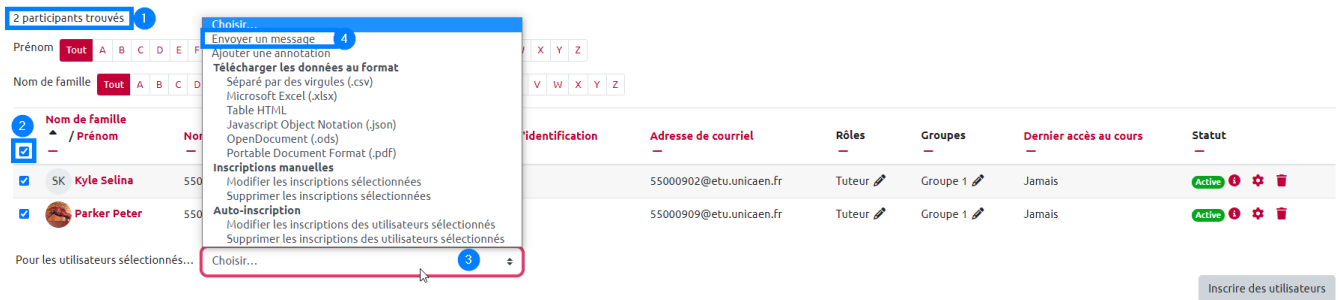 2 participants trouvés 1
Choisir...
Envoyer un message 4
Prénom Tout A B C D E F X Y Z
Ajouter une annotation
Télécharger les données au format
Nom de famille Tout A B C D V W X Y Z
Séparé par des virgules (.csv)
Microsoft Excel (.xlsx)
Table HTML
Javascript Object Notation (.json)
OpenDocument (.ods)
Portable Document Format (.pdf)
Inscriptions manuelles
Modifier les inscriptions sélectionnées
Supprimer les inscriptions sélectionnées
Auto-inscription
Modifier les inscriptions des utilisateurs sélectionnés
Supprimer les inscriptions des utilisateurs sélectionnés
2 Nom de famille
/ Prénom 'identification Adresse de courriel Rôles Groupes Dernier accès au cours Statut
SK Kyle Selina 550 55000902@etu.unicaen.fr Tuteur Groupe 1 Jamais Active
Parker Peter 550 55000909@etu.unicaen.fr Tuteur Groupe 1 Jamais Active
Pour les utilisateurs sélectionnés... Choisir... 3
Inscrire des utilisateurs